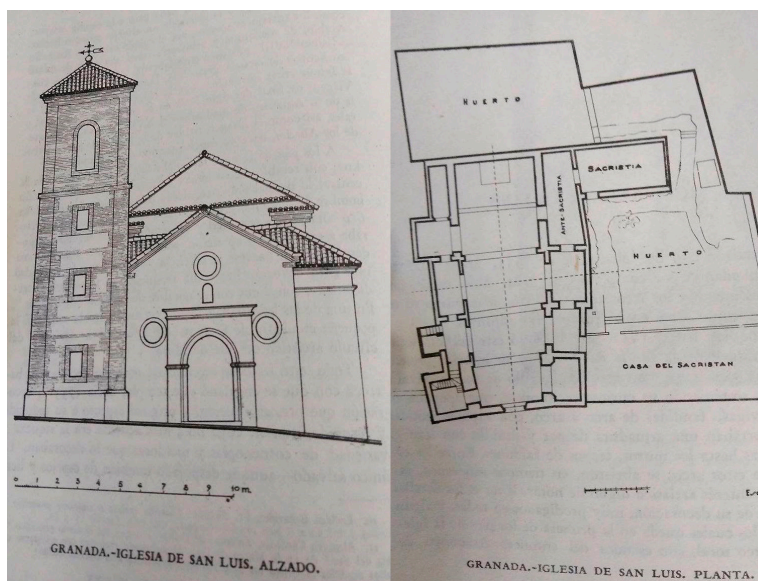 0 1 2 3 4 5 6 7 8 9 10 m.
GRANADA.-IGLESIA DE SAN LUIS. ALZADO.
HUERTO
SACRISTIA
ANTE-SACRISTIA
HUERTO
CASA DEL SACRISTAN
GRANADA.-IGLESIA DE SAN LUIS. PLANTA.